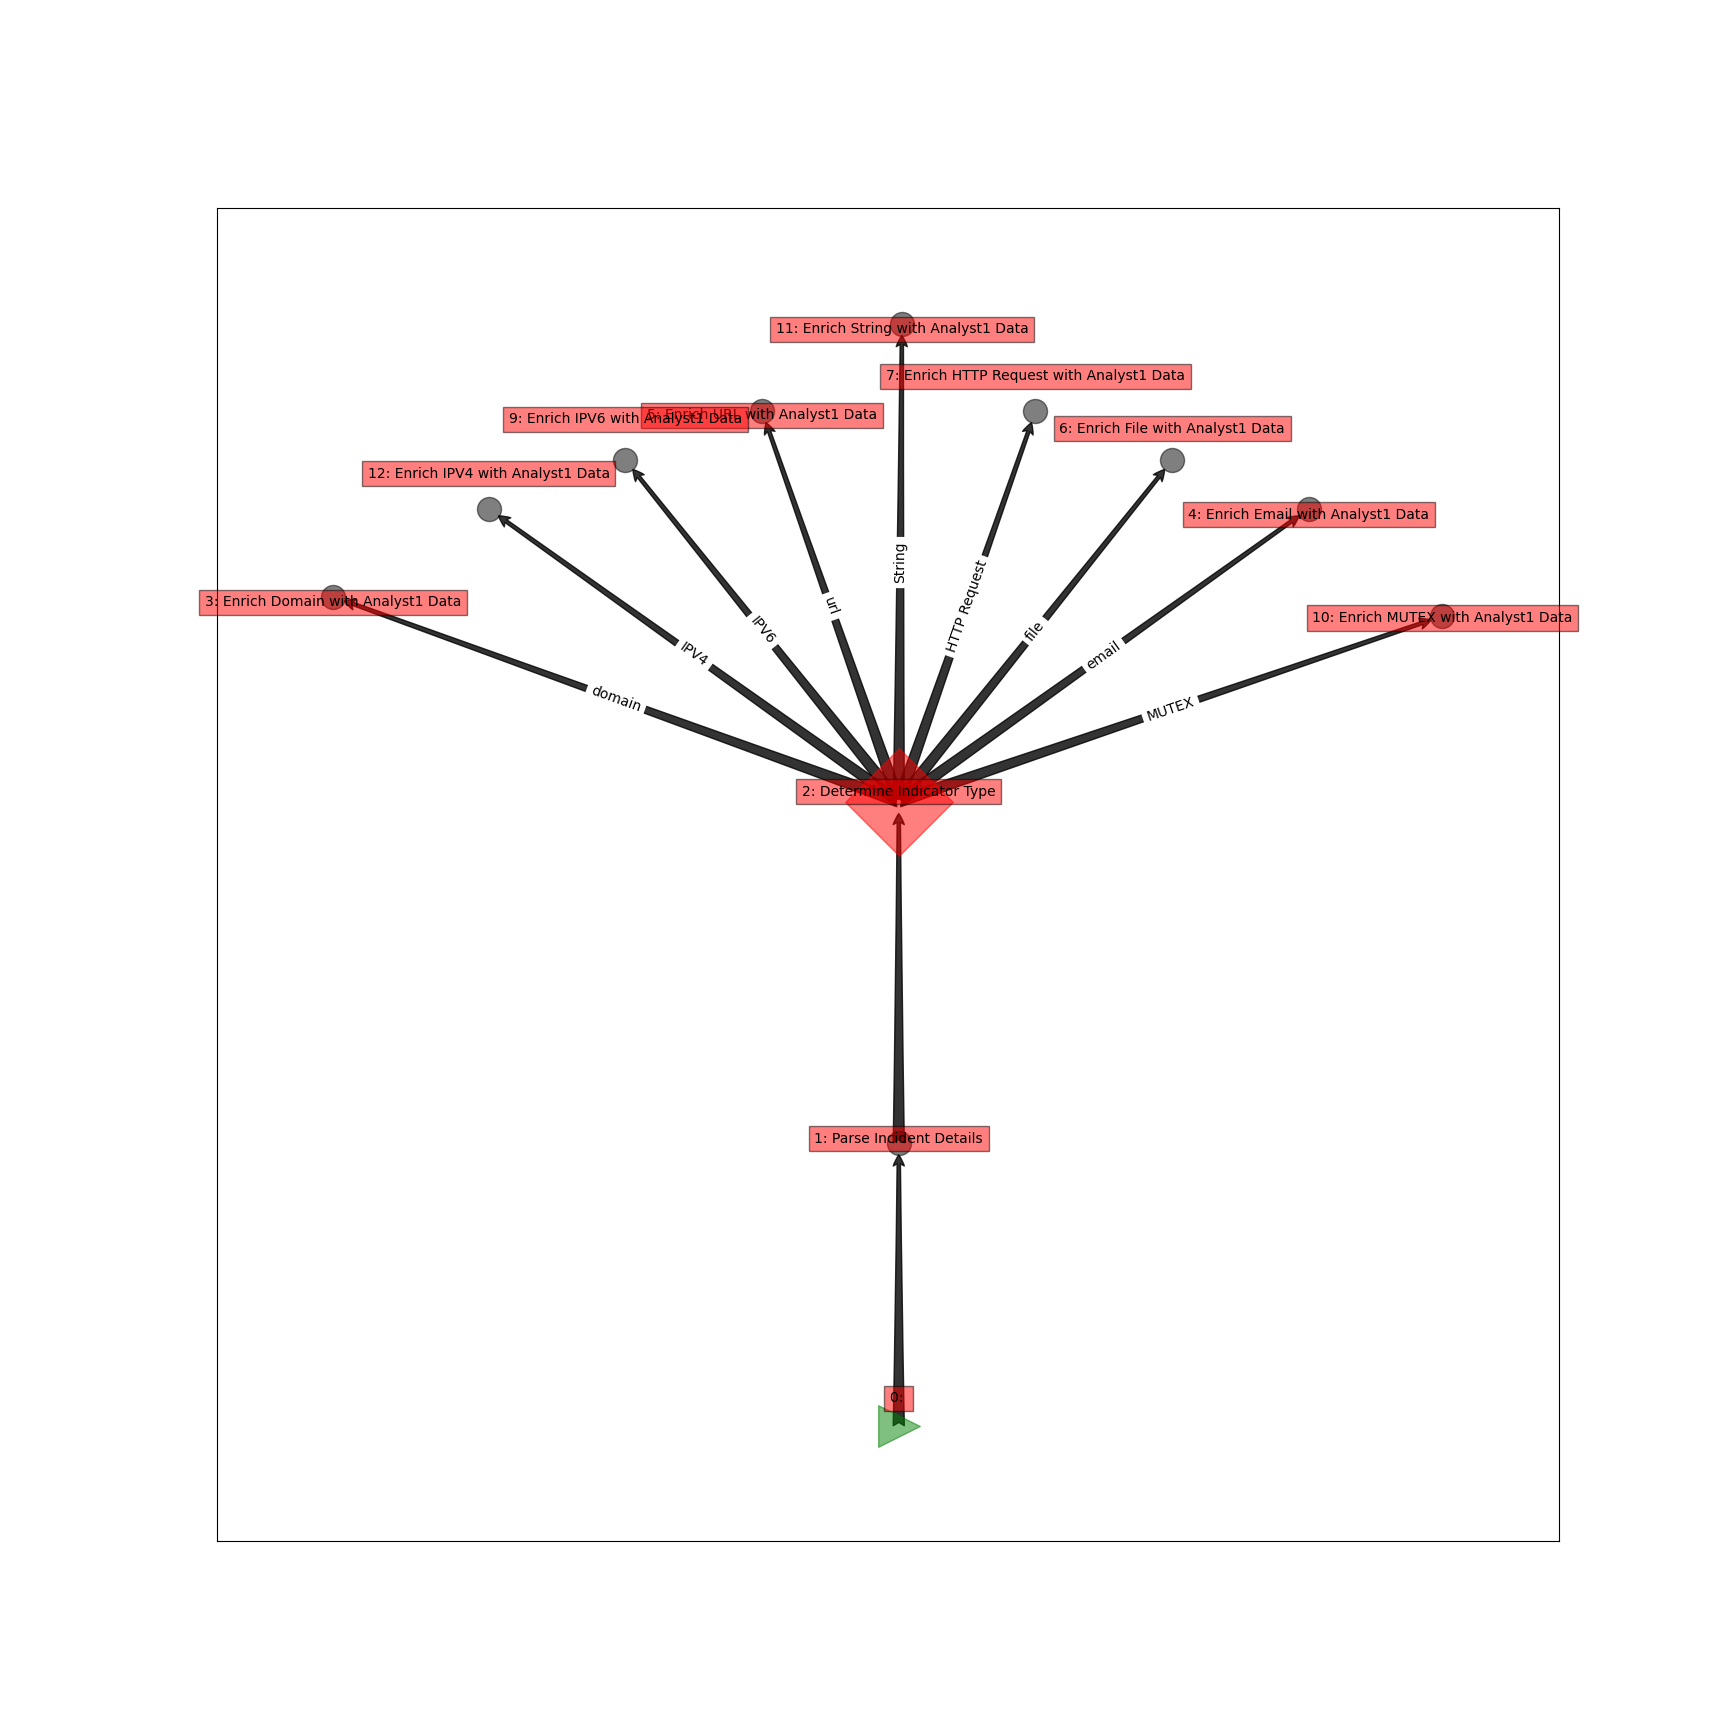 11: Enrich String with Analyst1 Data
7: Enrich HTTP Request with Analyst1 Data
9: Enrich IPV6 with Analyst1 Data
5: Enrich URL with Analyst1 Data
6: Enrich File with Analyst1 Data
12: Enrich IPV4 with Analyst1 Data
4: Enrich Email with Analyst1 Data
3: Enrich Domain with Analyst1 Data
10: Enrich MUTEX with Analyst1 Data
String
HTTP Request
url
IPV6
file
IPV4
email
domain
MUTEX
2: Determine Indicator Type
1: Parse Incident Details
0: